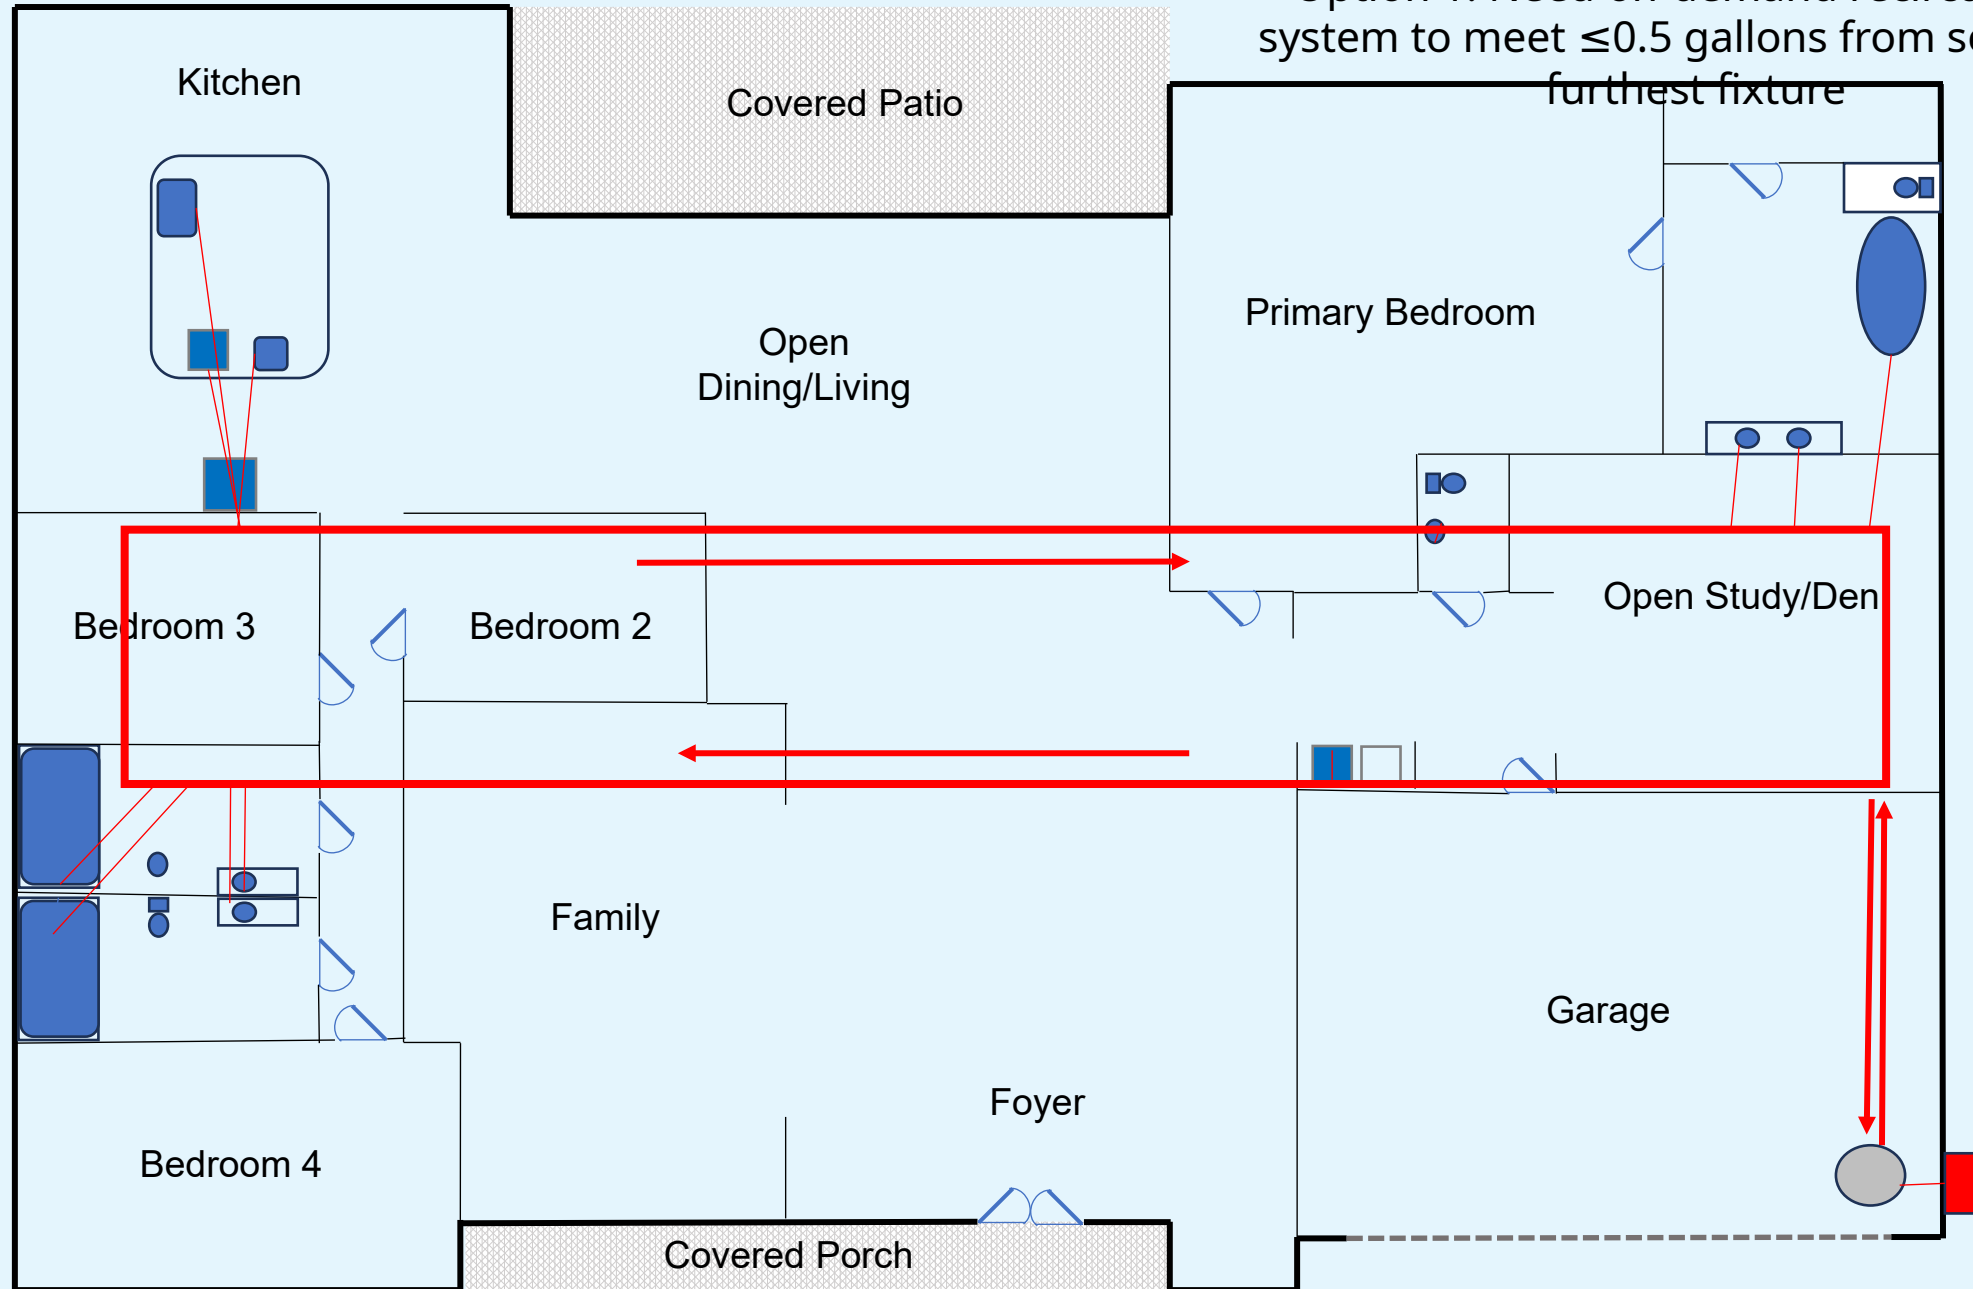 system to meet ≤0.5 gallons from
furthest fixture
Kitchen
Covered Patio
Primary Bedroom
Open
Dining/Living
Bedroom 3
Bedroom 2
Open Study/Den
Family
Garage
Foyer
Bedroom 4
Covered Porch